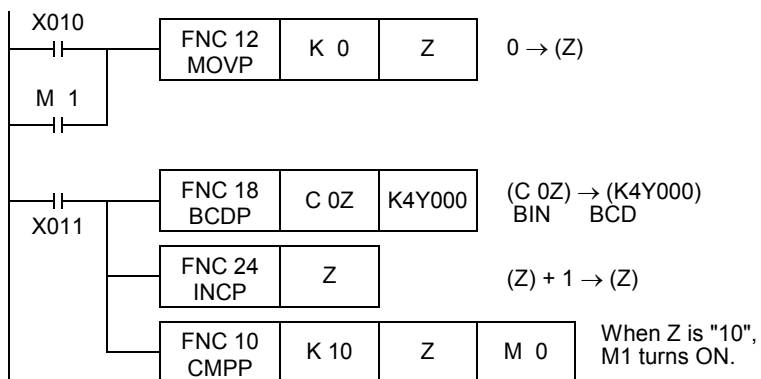 X010
FNC 12
MOVP
K 0
Z
0 → (Z)
M 1
X011
FNC 18
BCDP
C 0Z
K4Y000
(C 0Z) → (K4Y000)
BIN BCD
FNC 24
INCP
Z
(Z) + 1 → (Z)
FNC 10
CMPP
K 10
Z
M 0
When Z is "10",
M1 turns ON.